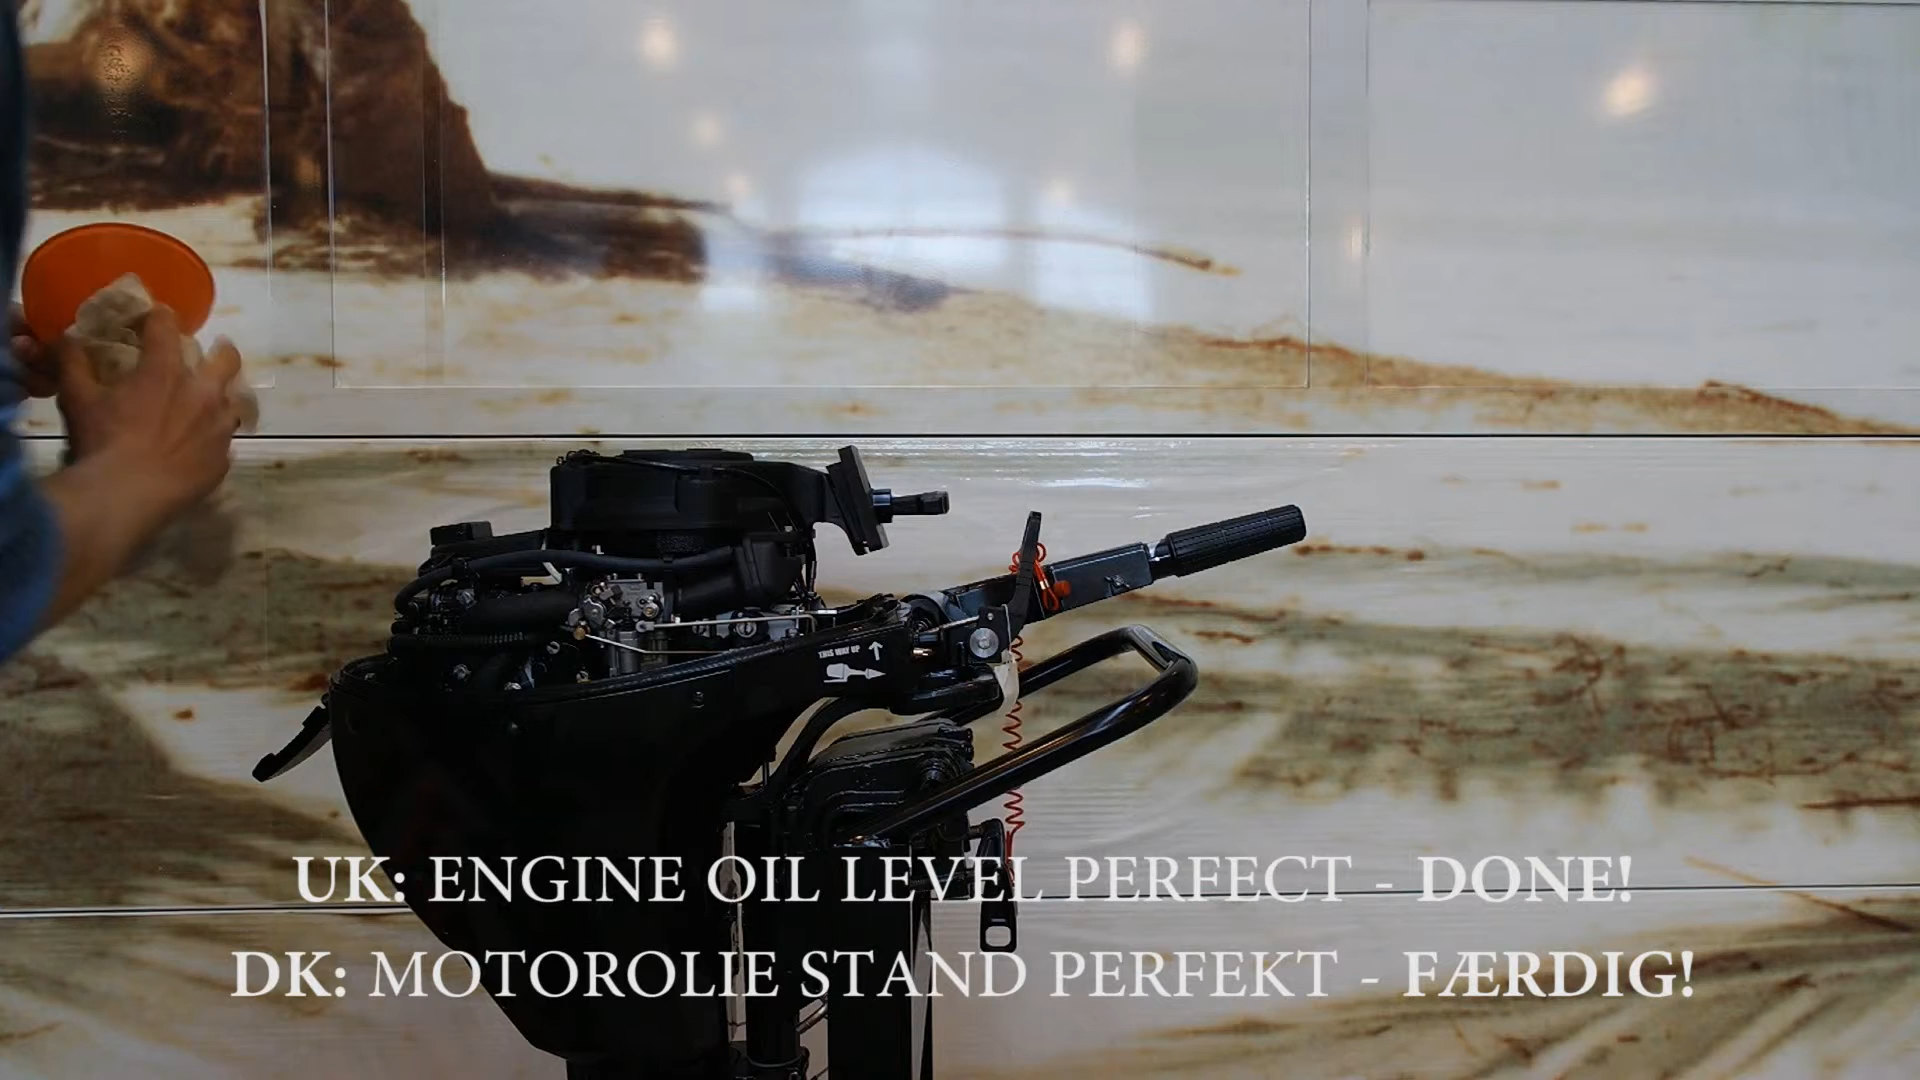 THIS WAY UP
UK: ENGINE OIL LEVEL PERFECT - DONE!
DK: MOTOROLIE STAND PERFEKT - FÆRDIG!